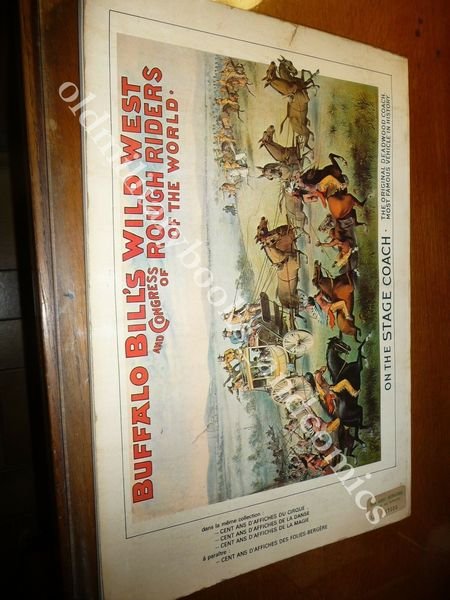 BUFFALO BILL'S WILD WEST
AND CONGRESS OF ROUGH RIDERS
OF THE WORLD.
ON THE STAGE COACH. THE ORIGINAL DEADWOOD COACH,
MOST FAMOUS VEHICLE IN HISTORY.
dans la même collection :
– CENT ANS D'AFFICHES DU CIRQUE
– CENT ANS D'AFFICHES DE LA DANSE
– CENT ANS D'AFFICHES DE LA MAGIE
à paraître :
– CENT ANS D'AFFICHES DES FOLIES-BERGÈRE